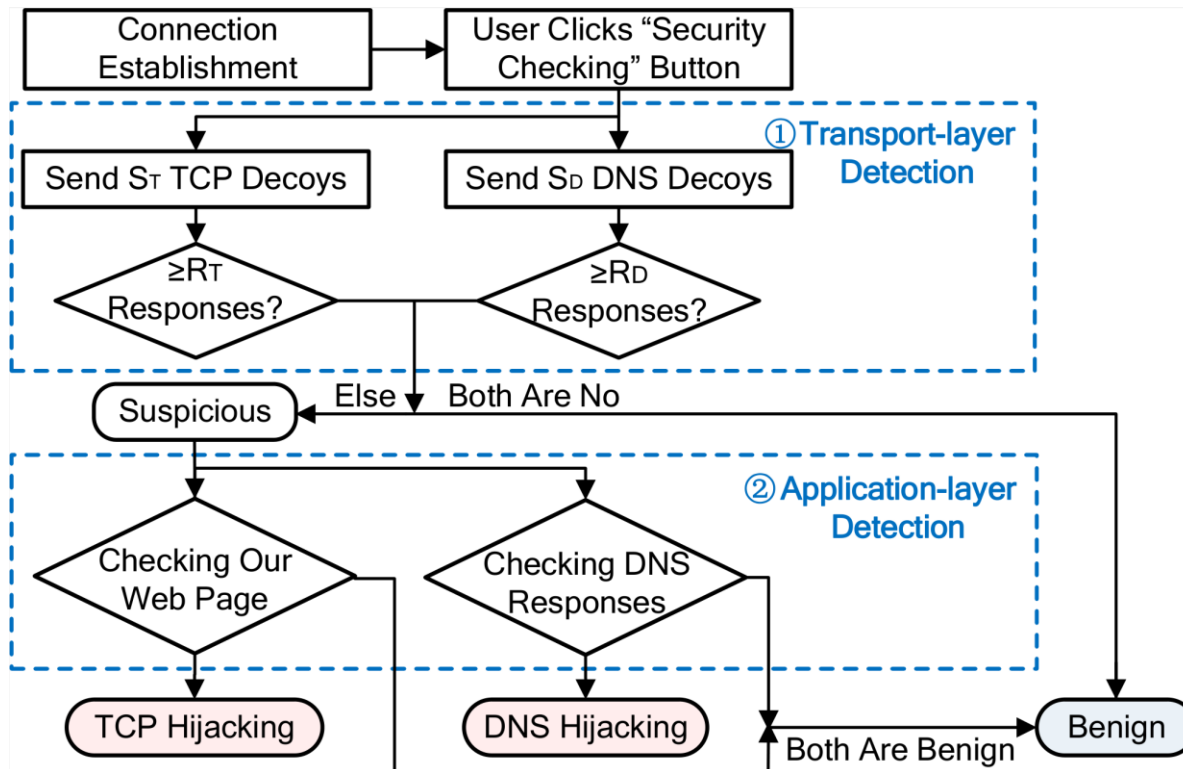 Connection
Establishment
User Clicks “Security
Checking” Button
① Transport-layer
Detection
Send ST TCP Decoys
Send SD DNS Decoys
≥RT
Responses?
≥RD
Responses?
Suspicious
Else
Both Are No
② Application-layer
Detection
Checking Our
Web Page
Checking DNS
Responses
TCP Hijacking
DNS Hijacking
Both Are Benign
Benign